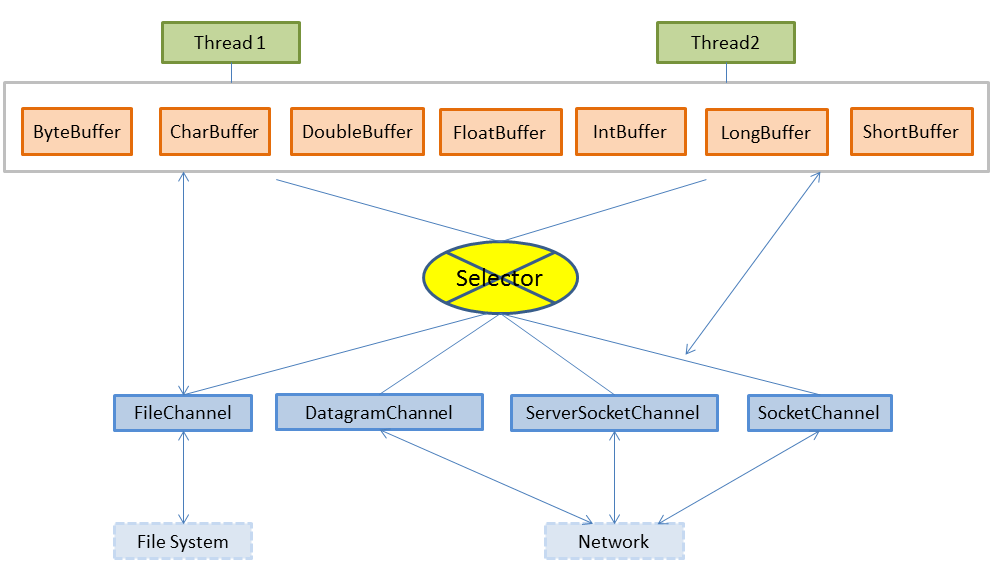 Thread 1
Thread2
ByteBuffer
CharBuffer
DoubleBuffer
FloatBuffer
IntBuffer
LongBuffer
ShortBuffer
Selector
FileChannel
DatagramChannel
ServerSocketChannel
SocketChannel
File System
Network